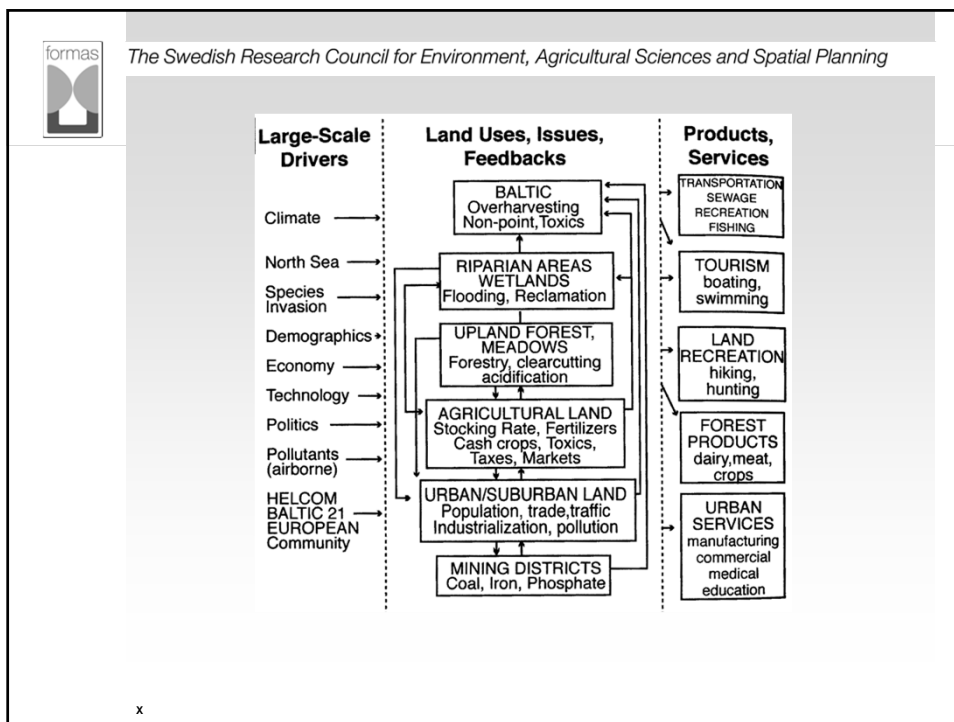 formas
The Swedish Research Council for Environment, Agricultural Sciences and Spatial Planning
Large-Scale
Drivers
Climate
North Sea
Species
Invasion
Demographics
Economy
Technology
Politics
Pollutants
(airborne)
HELCOM
BALTIC 21
EUROPEAN
Community
Land Uses, Issues,
Feedbacks
BALTIC
Overharvesting
Non-point,Toxics
RIPARIAN AREAS
WETLANDS
Flooding, Reclamation
UPLAND FOREST,
MEADOWS
Forestry, clearcutting
acidification
AGRICULTURAL LAND
Stocking Rate, Fertilizers
Cash crops, Toxics,
Taxes, Markets
URBAN/SUBURBAN LAND
Population, trade,traffic
Industrialization, pollution
MINING DISTRICTS
Coal, Iron, Phosphate
Products,
Services
TRANSPORTATION
SEWAGE
RECREATION
FISHING
TOURISM
boating,
swimming
LAND
RECREATION
hiking,
hunting
FOREST
PRODUCTS
dairy,meat,
crops
URBAN
SERVICES
manufacturing
commercial
medical
education
x